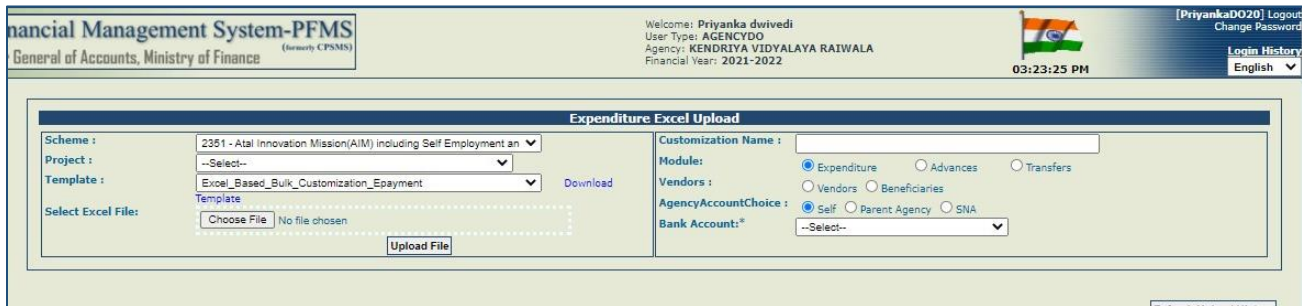 nancial Management System-PFMS
(formerly CPSMS)
General of Accounts, Ministry of Finance
Welcome: Priyanka dwivedi
User Type: AGENCYDO
Agency: KENDRIYA VIDYALAYA RAIWALA
Financial Year: 2021-2022
03:23:25 PM
[PriyankaDO20] Logout
Change Password
Login History
English
Expenditure Excel Upload
Scheme :
2351 - Atal Innovation Mission(AIM) including Self Employment an
Project :
--Select--
Template :
Excel_Based_Bulk_Customization_Epayment
Download
Template
Select Excel File:
Choose File No file chosen
Upload File
Customization Name :
Module:
Expenditure Advances Transfers
Vendors :
Vendors Beneficiaries
AgencyAccountChoice :
Self Parent Agency SNA
Bank Account:*
--Select--